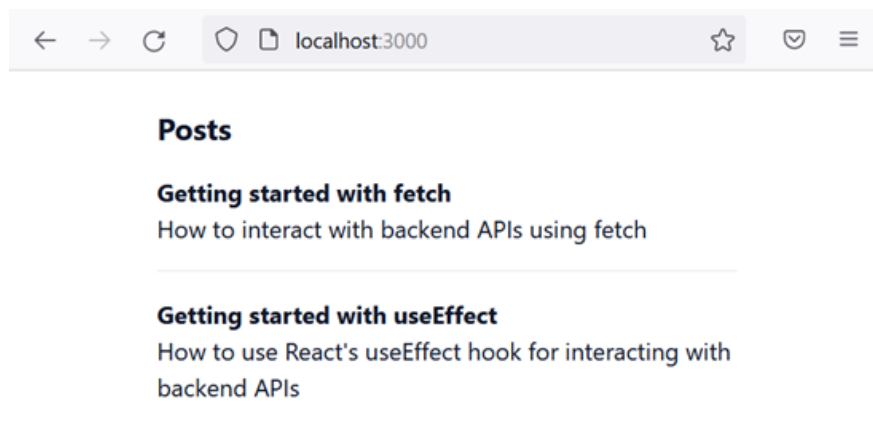 localhost:3000
Posts
Getting started with fetch
How to interact with backend APIs using fetch
Getting started with useEffect
How to use React's useEffect hook for interacting with
backend APIs